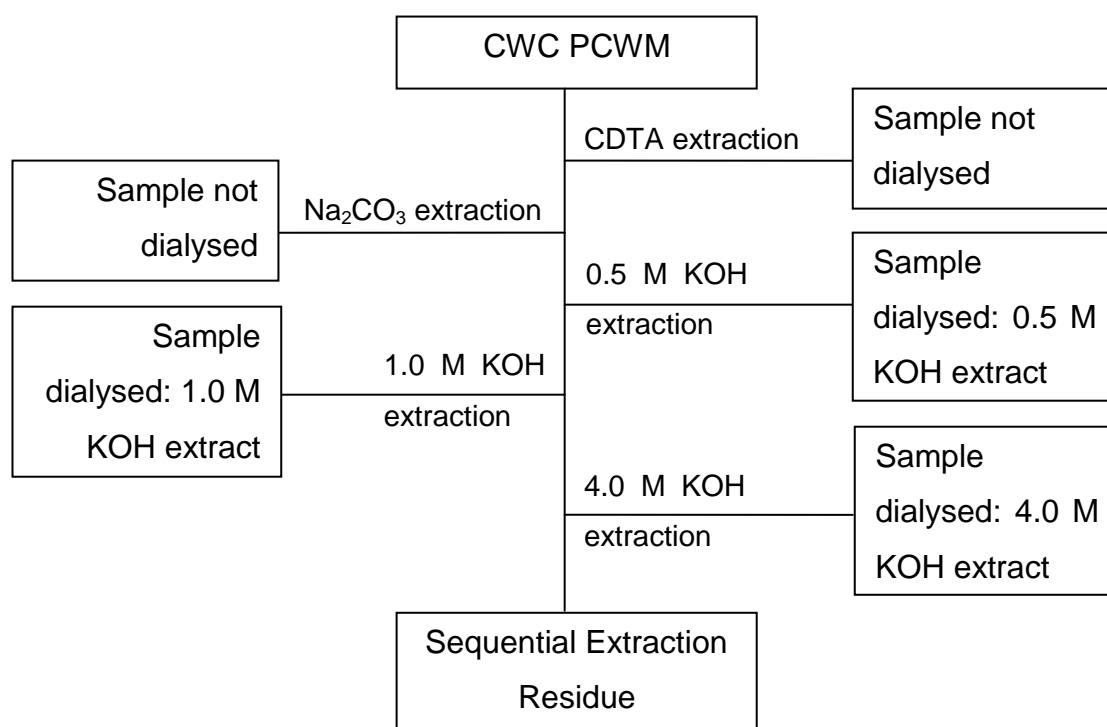 CWC PCWM
CDTA extraction
Sample not
dialysed
Sample not
dialysed
Na₂CO₃ extraction
0.5 M KOH
extraction
Sample
dialysed: 0.5 M
KOH extract
Sample
dialysed: 1.0 M
KOH extract
1.0 M KOH
extraction
4.0 M KOH
extraction
Sample
dialysed: 4.0 M
KOH extract
Sequential Extraction
Residue